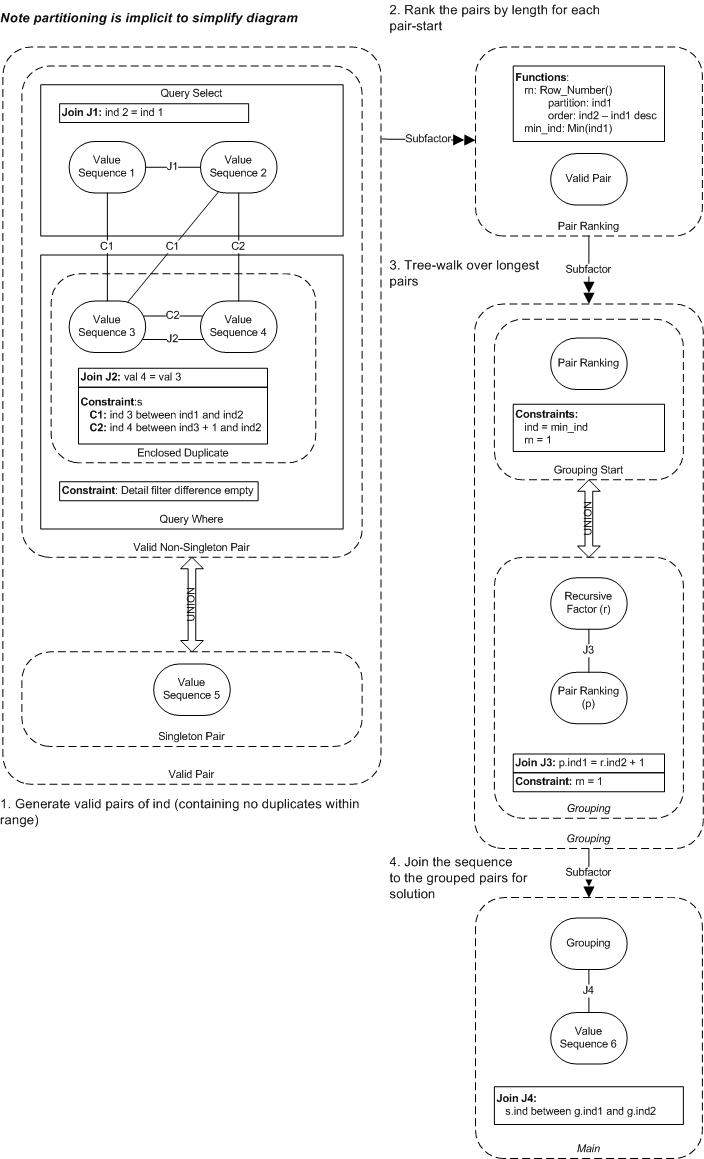 Note partitioning is implicit to simplify diagram
Query Select
Join J1: ind 2 = ind 1
Value
Sequence 1
J1
Value
Sequence 2
C1
C1
C2
Value
Sequence 3
C2
J2
Value
Sequence 4
Join J2: val 4 = val 3
Constraint:s
C1: ind 3 between ind1 and ind2
C2: ind 4 between ind3 + 1 and ind2
Enclosed Duplicate
Constraint: Detail filter difference empty
Query Where
Valid Non-Singleton Pair
UNION
Value
Sequence 5
Singleton Pair
Valid Pair
1. Generate valid pairs of ind (containing no duplicates within
range)
Subfactor
2. Rank the pairs by length for each
pair-start
Functions:
rn: Row_Number()
partition: ind1
order: ind2 – ind1 desc
min_ind: Min(ind1)
Valid Pair
Pair Ranking
Subfactor
3. Tree-walk over longest
pairs
Pair Ranking
Constraints:
ind = min_ind
rn = 1
Grouping Start
UNION
Recursive
Factor (r)
J3
Pair Ranking
(p)
Join J3: p.ind1 = r.ind2 + 1
Constraint: rn = 1
Grouping
Grouping
Subfactor
4. Join the sequence
to the grouped pairs for
solution
Grouping
J4
Value
Sequence 6
Join J4:
s.ind between g.ind1 and g.ind2
Main